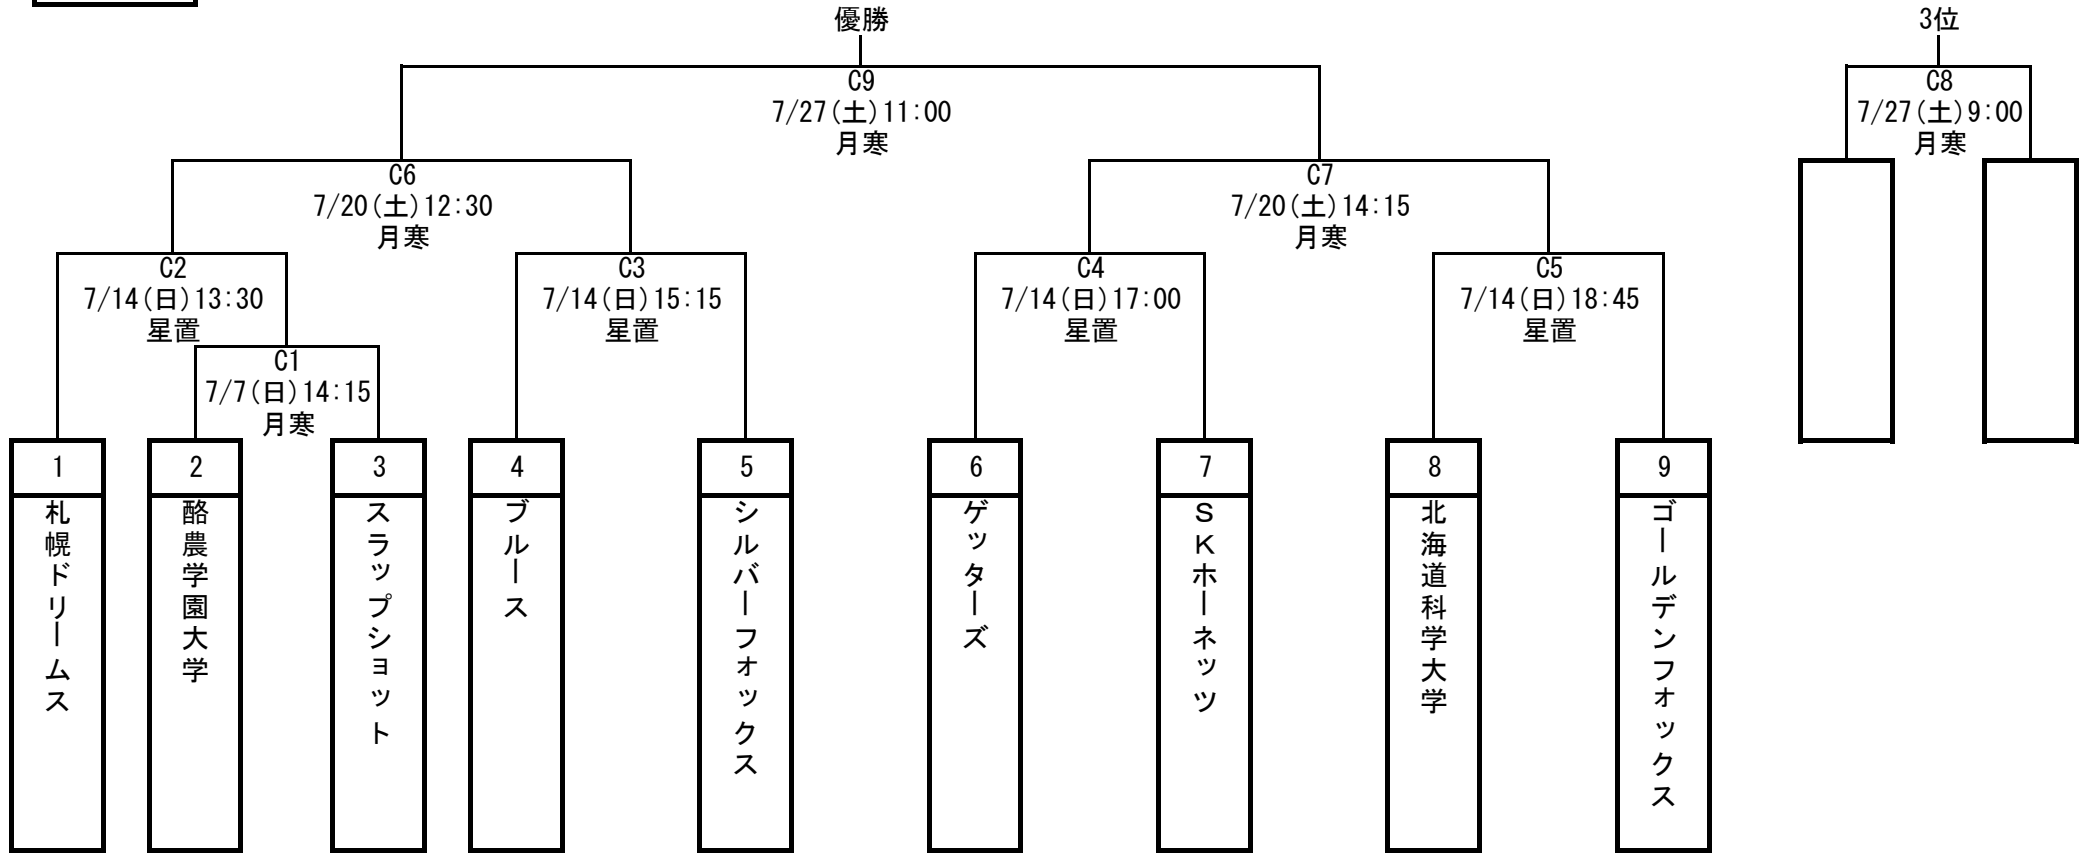 優勝
3位
C9
7/27(土)11:00
月寒
C8
7/27(土)9:00
月寒
C6
7/20(土)12:30
月寒
C7
7/20(土)14:15
月寒
C2
7/14(日)13:30
星置
C3
7/14(日)15:15
星置
C4
7/14(日)17:00
星置
C5
7/14(日)18:45
星置
C1
7/7(日)14:15
月寒
1
札幌ドリームス
2
酪農学園大学
3
スラップショット
4
ブルース
5
シルバーフォックス
6
ゲッターズ
7
SKホーネッツ
8
北海道科学大学
9
ゴールデンフォックス